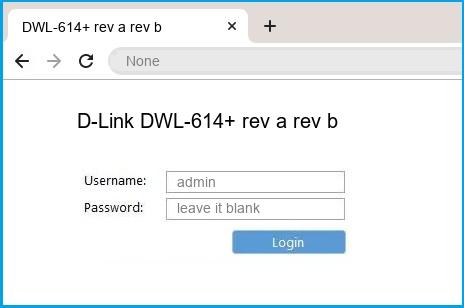 DWL-614+ rev a rev b
None
D-Link DWL-614+ rev a rev b
Username: admin
Password: leave it blank
Login